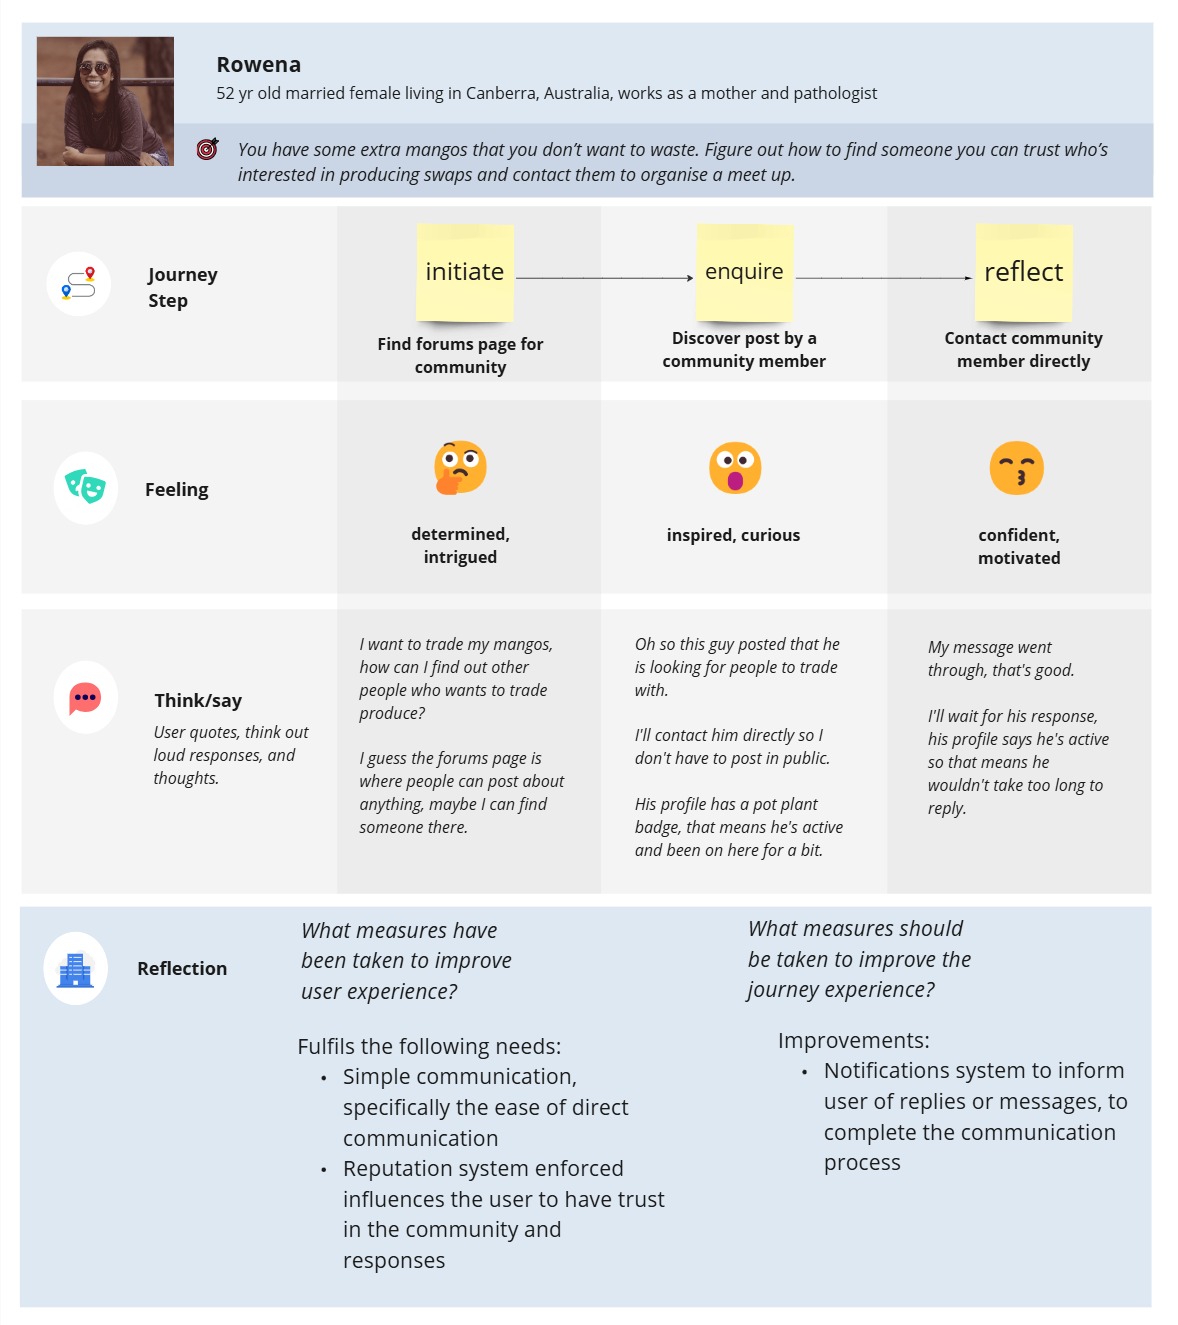 Rowena
52 yr old married female living in Canberra, Australia, works as a mother and pathologist
You have some extra mangos that you don’t want to waste. Figure out how to find someone you can trust who’s
interested in producing swaps and contact them to organise a meet up.
Journey
Step
initiate
enquire
reflect
Find forums page for
community
Discover post by a
community member
Contact community
member directly
Feeling
determined,
intrigued
inspired, curious
confident,
motivated
Think/say
User quotes, think out
loud responses, and
thoughts.
I want to trade my mangos,
how can I find out other
people who wants to trade
produce?
I guess the forums page is
where people can post about
anything, maybe I can find
someone there.
Oh so this guy posted that he
is looking for people to trade
with.
I'll contact him directly so I
don't have to post in public.
His profile has a pot plant
badge, that means he's active
and been on here for a bit.
My message went
through, that's good.
I'll wait for his response,
his profile says he's active
so that means he
wouldn't take too long to
reply.
Reflection
What measures have
been taken to improve
user experience?
Fulfils the following needs:
• Simple communication,
specifically the ease of direct
communication
• Reputation system enforced
influences the user to have trust
in the community and
responses
What measures should
be taken to improve the
journey experience?
Improvements:
• Notifications system to inform
user of replies or messages, to
complete the communication
process